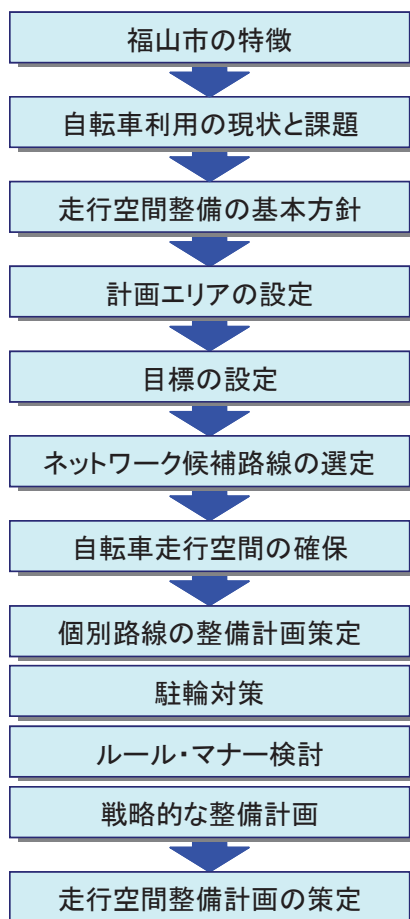 福山市の特徴
自転車利用の現状と課題
走行空間整備の基本方針
計画エリアの設定
目標の設定
ネットワーク候補路線の選定
自転車走行空間の確保
個別路線の整備計画策定
駐輪対策
ルール・マナー検討
戦略的な整備計画
走行空間整備計画の策定